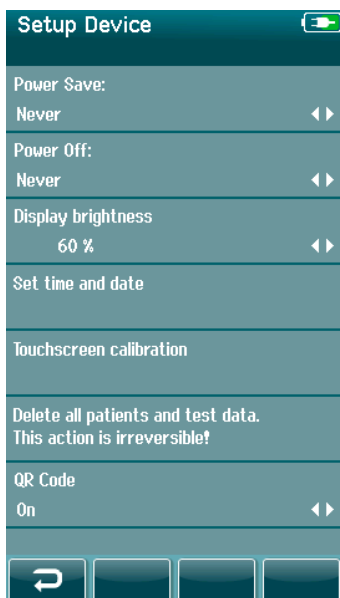 Setup Device
Power Save:
Never
Power Off:
Never
Display brightness
60 %
Set time and date
Touchscreen calibration
Delete all patients and test data.
This action is irreversible!
QR Code
On